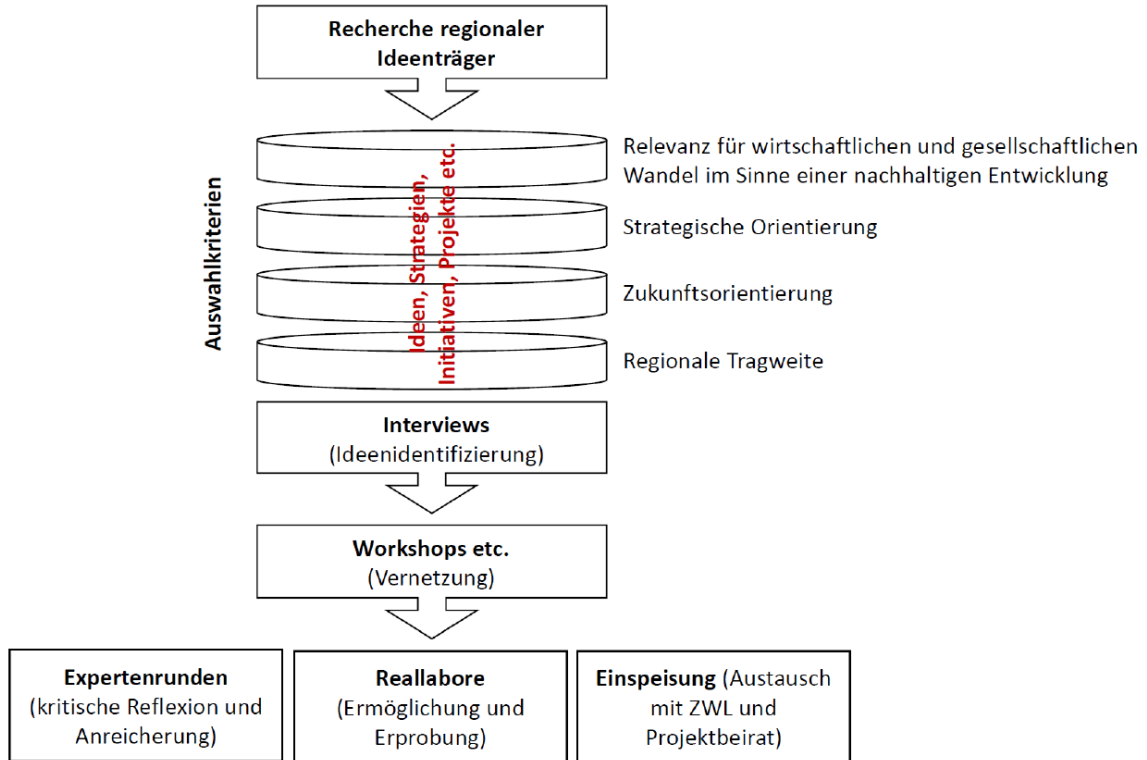 Recherche regionaler
Ideenträger
Auswahlkriterien
Ideen, Strategien,
Initiativen, Projekte etc.
Relevanz für wirtschaftlichen und gesellschaftlichen
Wandel im Sinne einer nachhaltigen Entwicklung
Strategische Orientierung
Zukunftsorientierung
Regionale Tragweite
Interviews
(Ideenidentifizierung)
Workshops etc.
(Vernetzung)
Expertenrunden
(kritische Reflexion und
Anreicherung)
Reallabore
(Ermöglichung und
Erprobung)
Einspeisung (Austausch
mit ZWL und
Projektbeirat)